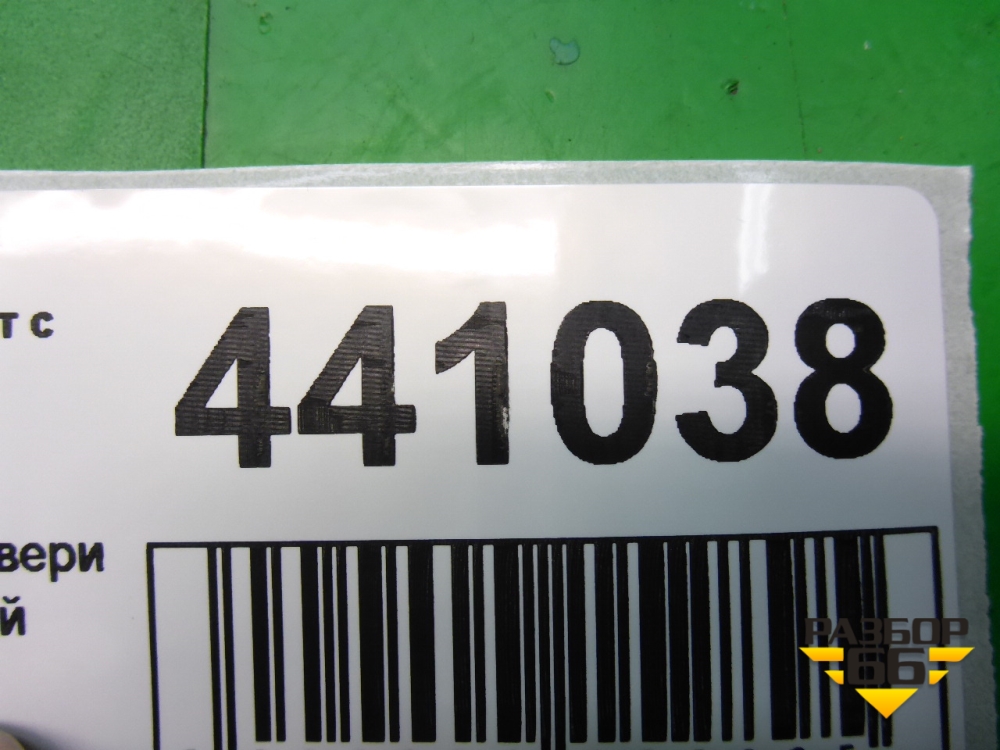 т с
441038
вери
й
РАЗБОР
66